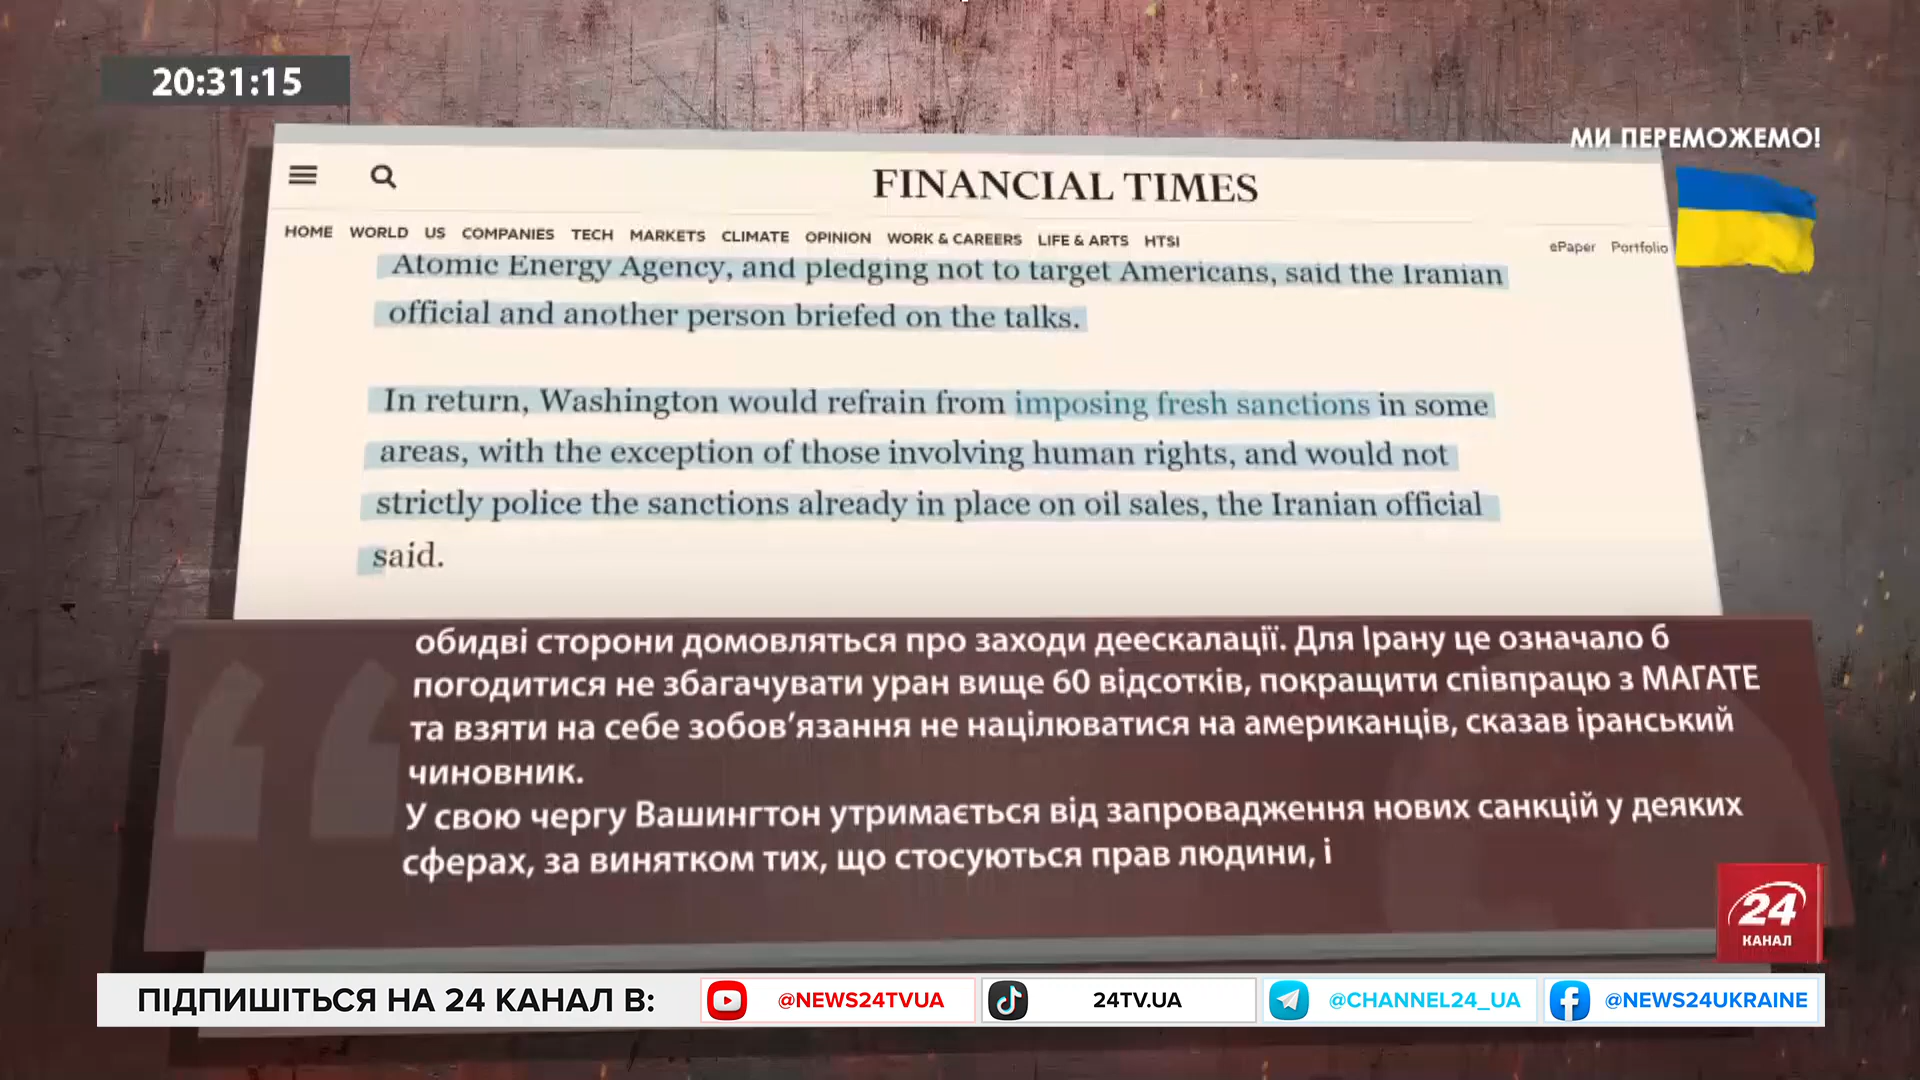 20:31:15
МИ ПЕРЕМОЖЕМО!
FINANCIAL TIMES
HOME WORLD US COMPANIES TECH MARKETS CLIMATE OPINION WORK & CAREERS LIFE & ARTS HTSI
ePaper Portfolio
Atomic Energy Agency, and pledging not to target Americans, said the Iranian
official and another person briefed on the talks.
In return, Washington would refrain from imposing fresh sanctions in some
areas, with the exception of those involving human rights, and would not
strictly police the sanctions already in place on oil sales, the Iranian official
said.
обидві сторони домовляться про заходи деескалації. Для Ірану це означало б
погодитися не збагачувати уран вище 60 відсотків, покращити співпрацю з МАГАТЕ
та взяти на себе зобов’язання не націлюватися на американців, сказав іранський
чиновник.
У свою чергу Вашингтон утримається від запровадження нових санкцій у деяких
сферах, за винятком тих, що стосуються прав людини, і
24
КАНАЛ
ПІДПИШІТЬСЯ НА 24 КАНАЛ В: @NEWS24TVUA 24TV.UA @CHANNEL24_UA @NEWS24UKRAINE